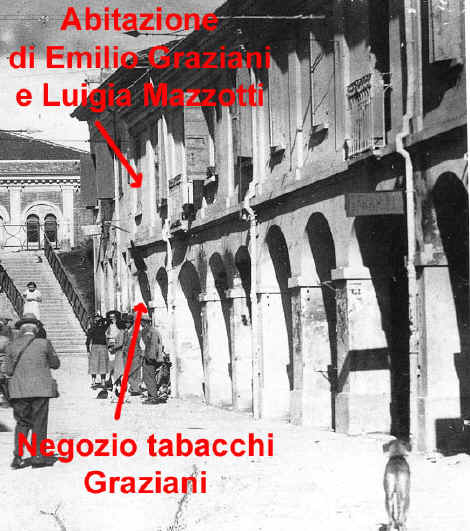 Abitazione
di Emilio Graziani
e Luigia Mazzotti
Negozio tabacchi
Graziani